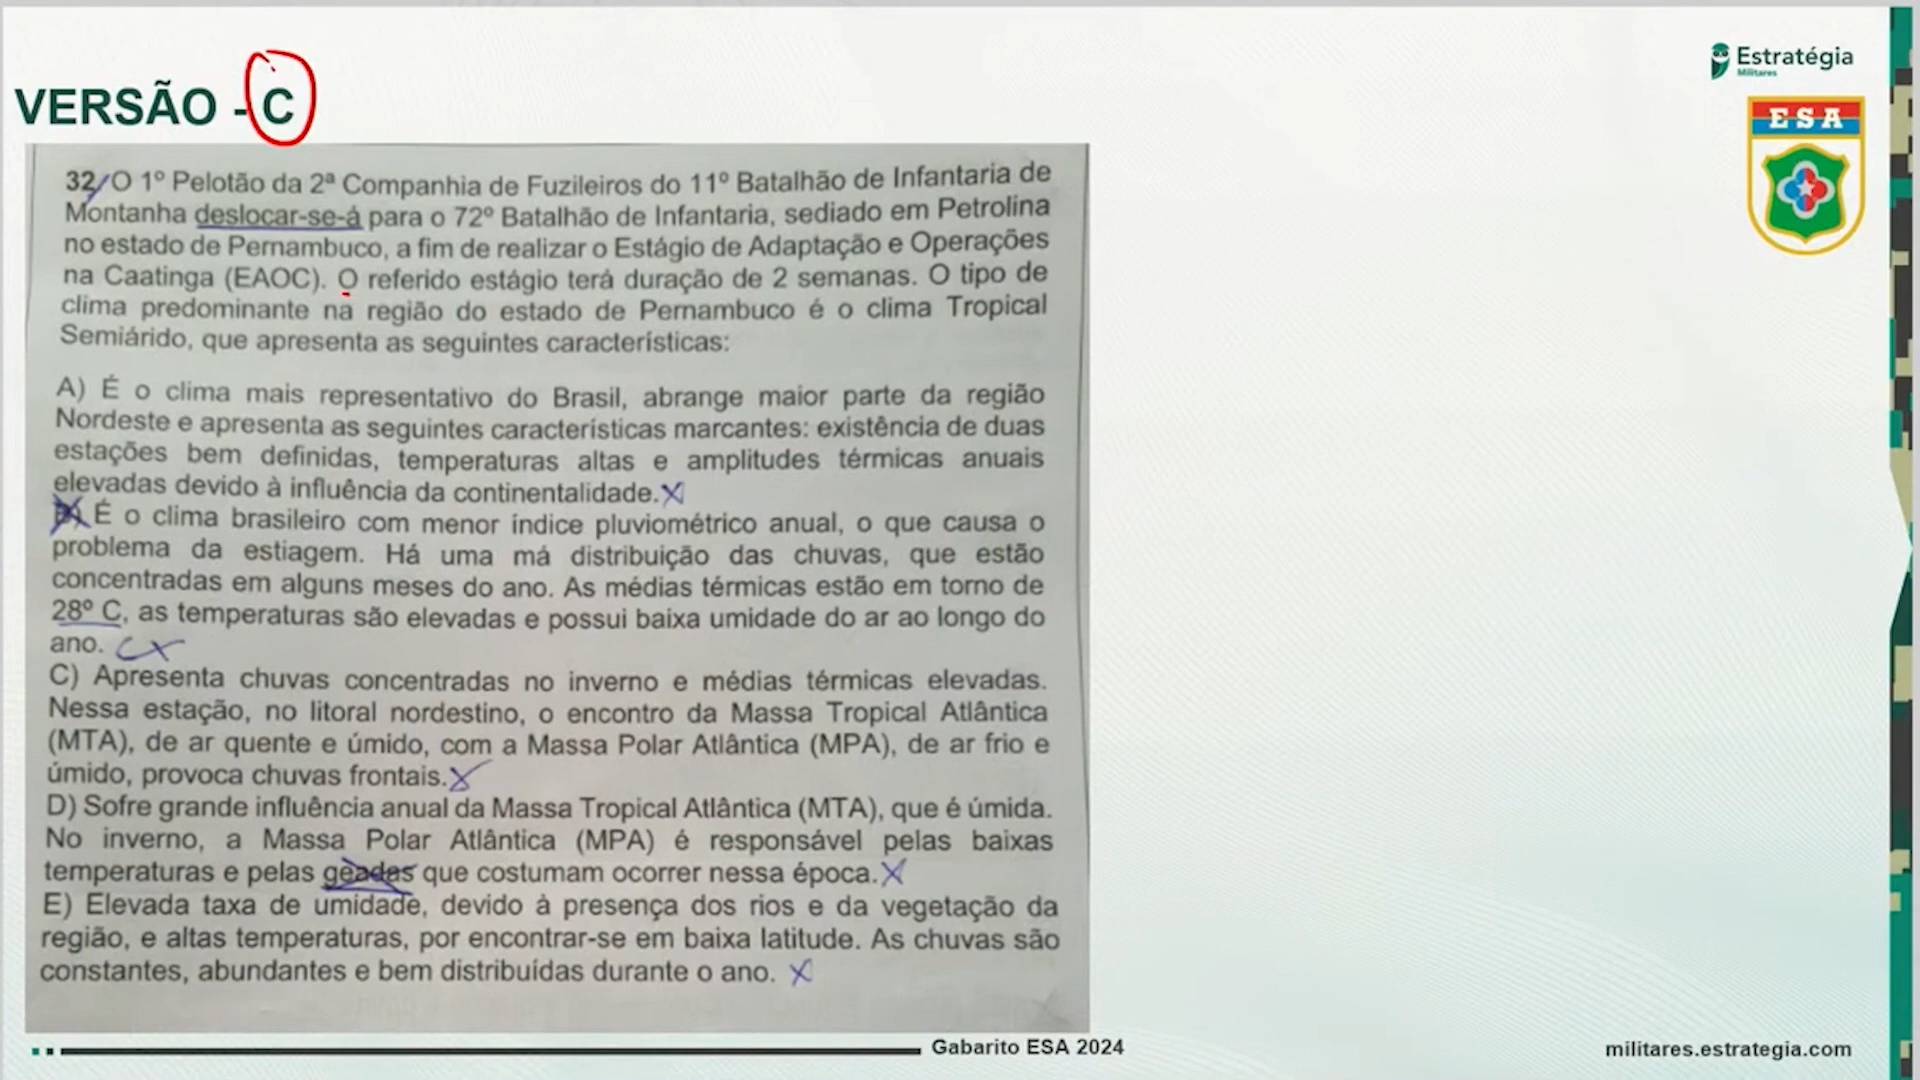 VERSÃO - C
Estratégia
Militares
ESA
32 O 1º Pelotão da 2ª Companhia de Fuzileiros do 11º Batalhão de Infantaria de
Montanha deslocar-se-á para o 72º Batalhão de Infantaria, sediado em Petrolina
no estado de Pernambuco, a fim de realizar o Estágio de Adaptação e Operações
na Caatinga (EAOC). O referido estágio terá duração de 2 semanas. O tipo de
clima predominante na região do estado de Pernambuco é o clima Tropical
Semiárido, que apresenta as seguintes características:
A) É o clima mais representativo do Brasil, abrange maior parte da região
Nordeste e apresenta as seguintes características marcantes: existência de duas
estações bem definidas, temperaturas altas e amplitudes térmicas anuais
elevadas devido à influência da continentalidade.
B) É o clima brasileiro com menor índice pluviométrico anual, o que causa o
problema da estiagem. Há uma má distribuição das chuvas, que estão
concentradas em alguns meses do ano. As médias térmicas estão em torno de
28º C, as temperaturas são elevadas e possui baixa umidade do ar ao longo do
ano.
C) Apresenta chuvas concentradas no inverno e médias térmicas elevadas.
Nessa estação, no litoral nordestino, o encontro da Massa Tropical Atlântica
(MTA), de ar quente e úmido, com a Massa Polar Atlântica (MPA), de ar frio e
úmido, provoca chuvas frontais.
D) Sofre grande influência anual da Massa Tropical Atlântica (MTA), que é úmida.
No inverno, a Massa Polar Atlântica (MPA) é responsável pelas baixas
temperaturas e pelas geadas que costumam ocorrer nessa época.
E) Elevada taxa de umidade, devido à presença dos rios e da vegetação da
região, e altas temperaturas, por encontrar-se em baixa latitude. As chuvas são
constantes, abundantes e bem distribuídas durante o ano.
Gabarito ESA 2024
militares.estrategia.com